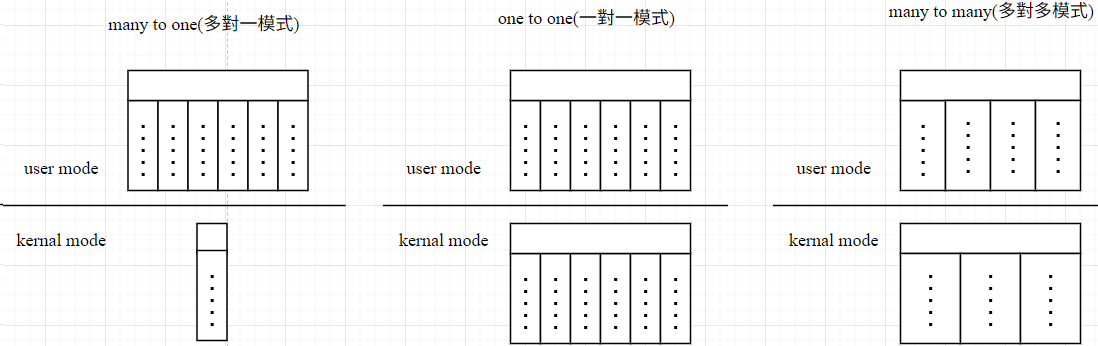 many to one(多對一模式)
one to one(一對一模式)
many to many(多對多模式)
user mode
user mode
user mode
kernal mode
kernal mode
kernal mode